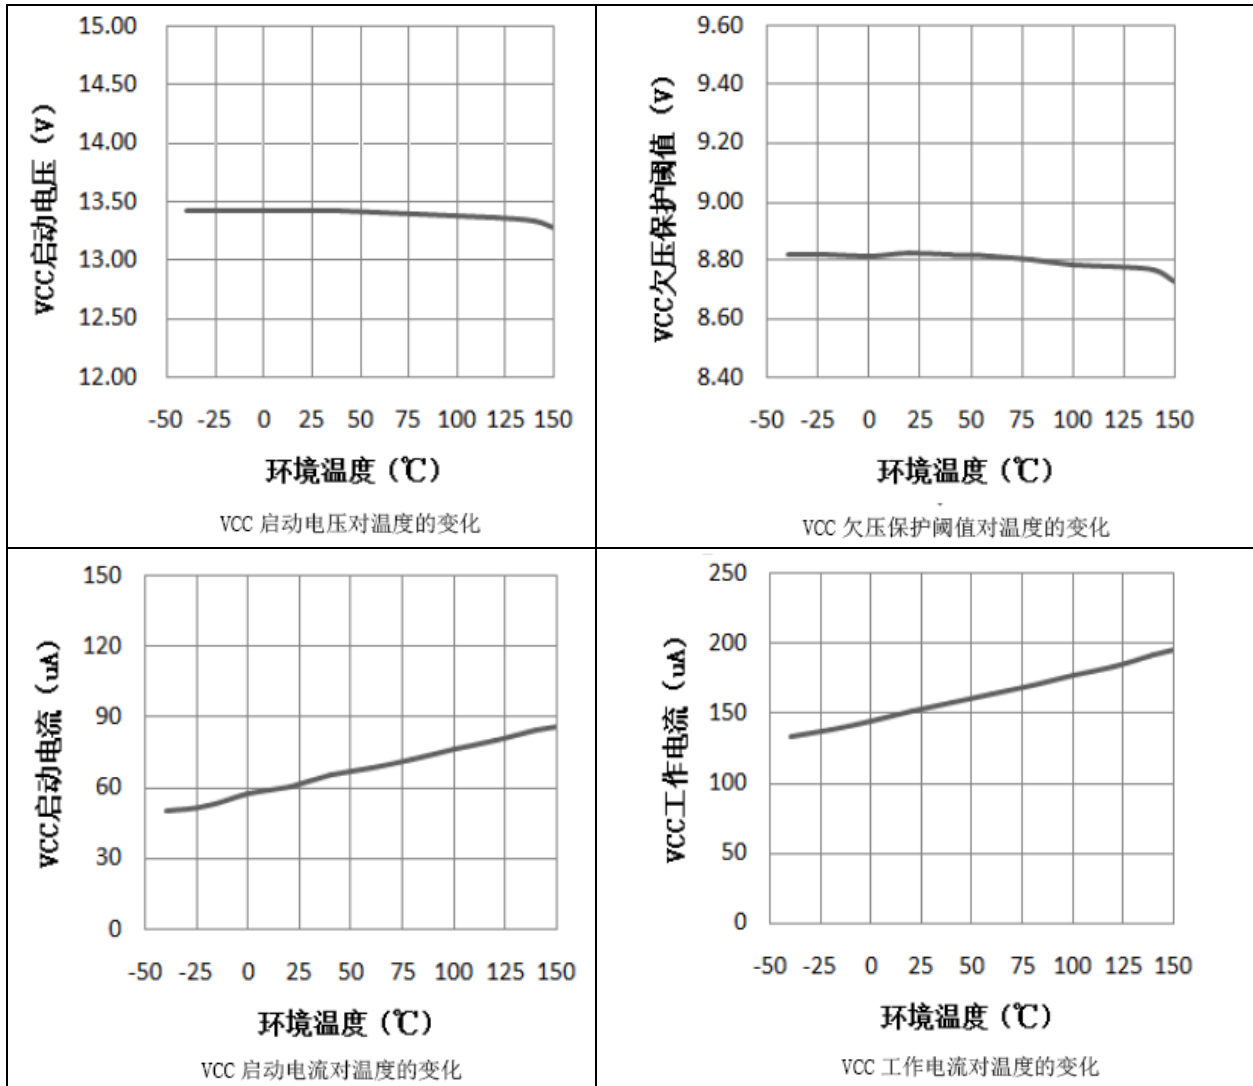 15.00
14.50
14.00
13.50
13.00
12.50
12.00
VCC启动电压（V）
-50 -25 0 25 50 75 100 125 150
环境温度（℃）
VCC 启动电压对温度的变化
9.60
9.40
9.20
9.00
8.80
8.60
8.40
VCC欠压保护阈值（V）
-50 -25 0 25 50 75 100 125 150
环境温度（℃）
VCC 欠压保护阈值对温度的变化
150
120
90
60
30
0
VCC启动电流（uA）
-50 -25 0 25 50 75 100 125 150
环境温度（℃）
VCC 启动电流对温度的变化
250
200
150
100
50
0
VCC工作电流（uA）
-50 -25 0 25 50 75 100 125 150
环境温度（℃）
VCC 工作电流对温度的变化